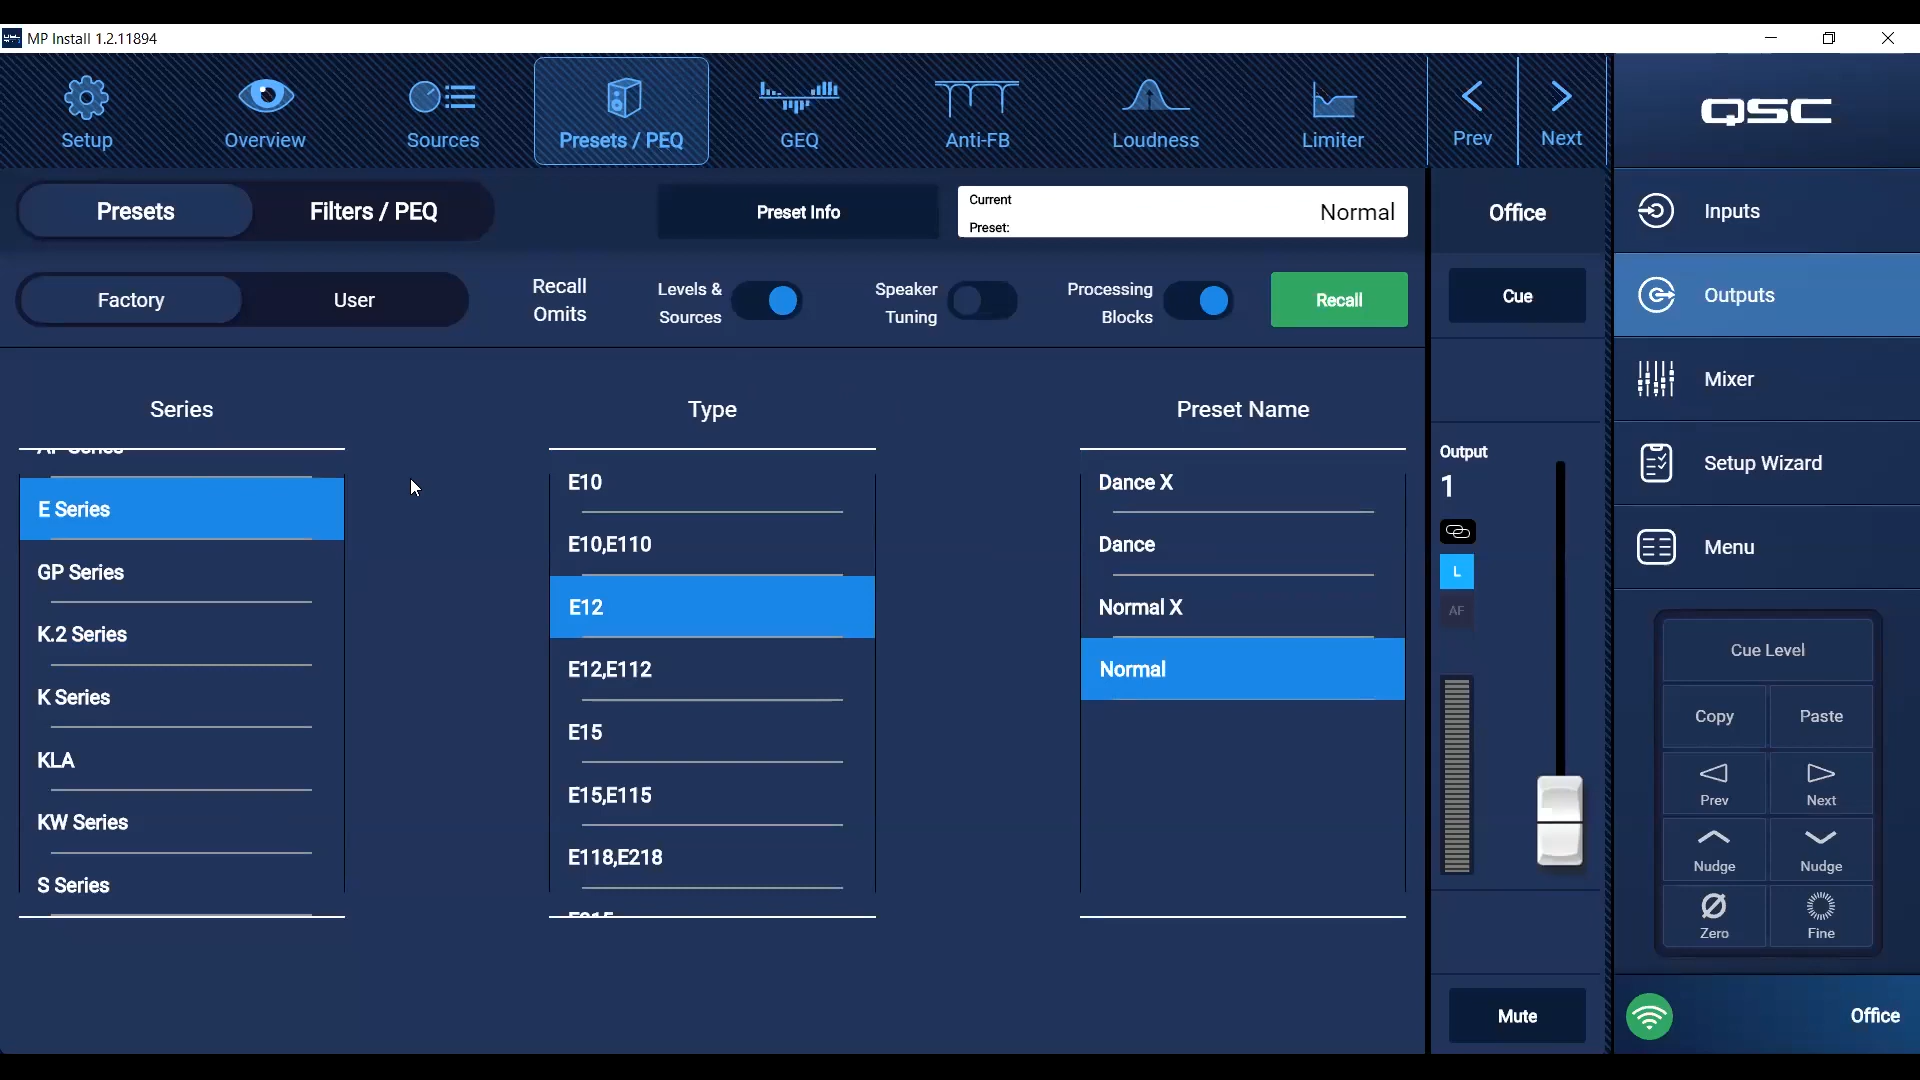 MP Install 1.2.11894
Setup
Overview
Sources
Presets / PEQ
GEQ
Anti-FB
Loudness
Limiter
Prev
Next
QSC
Presets
Filters / PEQ
Preset Info
Current
Preset:
Normal
Office
Inputs
Factory
User
Recall
Omits
Levels &
Sources
Speaker
Tuning
Processing
Blocks
Recall
Cue
Outputs
Mixer
Setup Wizard
Menu
Series
Type
Preset Name
E Series
GP Series
K.2 Series
K Series
KLA
KW Series
S Series
E10
E10,E110
E12
E12,E112
E15
E15,E115
E118,E218
Dance X
Dance
Normal X
Normal
Output
1
L
AF
Mute
Cue Level
Copy
Paste
Prev
Next
Nudge
Nudge
Zero
Fine
Office